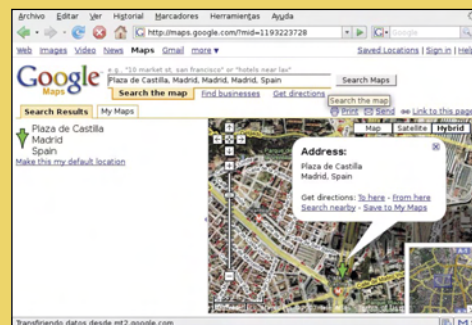 Archivo Editar Ver Historial Marcadores Herramientas Ayuda
http://maps.google.com/?mid=1193223728
Google
Web Images Video News Maps Gmail more ▼
Saved Locations | Sign in | Help
Google
Maps
e.g., "10 market st, san francisco" or "hotels near lax"
Plaza de Castilla, Madrid, Madrid, Madrid, Spain
Search Maps
Search the map Find businesses Get directions
Search the map
Search Results My Maps
Print Send Link to this page
Plaza de Castilla
Madrid
Spain
Make this my default location
Map Satellite Hybrid
Address:
Plaza de Castilla
Madrid, Spain
Get directions: To here - From here
Search nearby - Save to My Maps
Transfiriendo datos desde mt2.google.com...